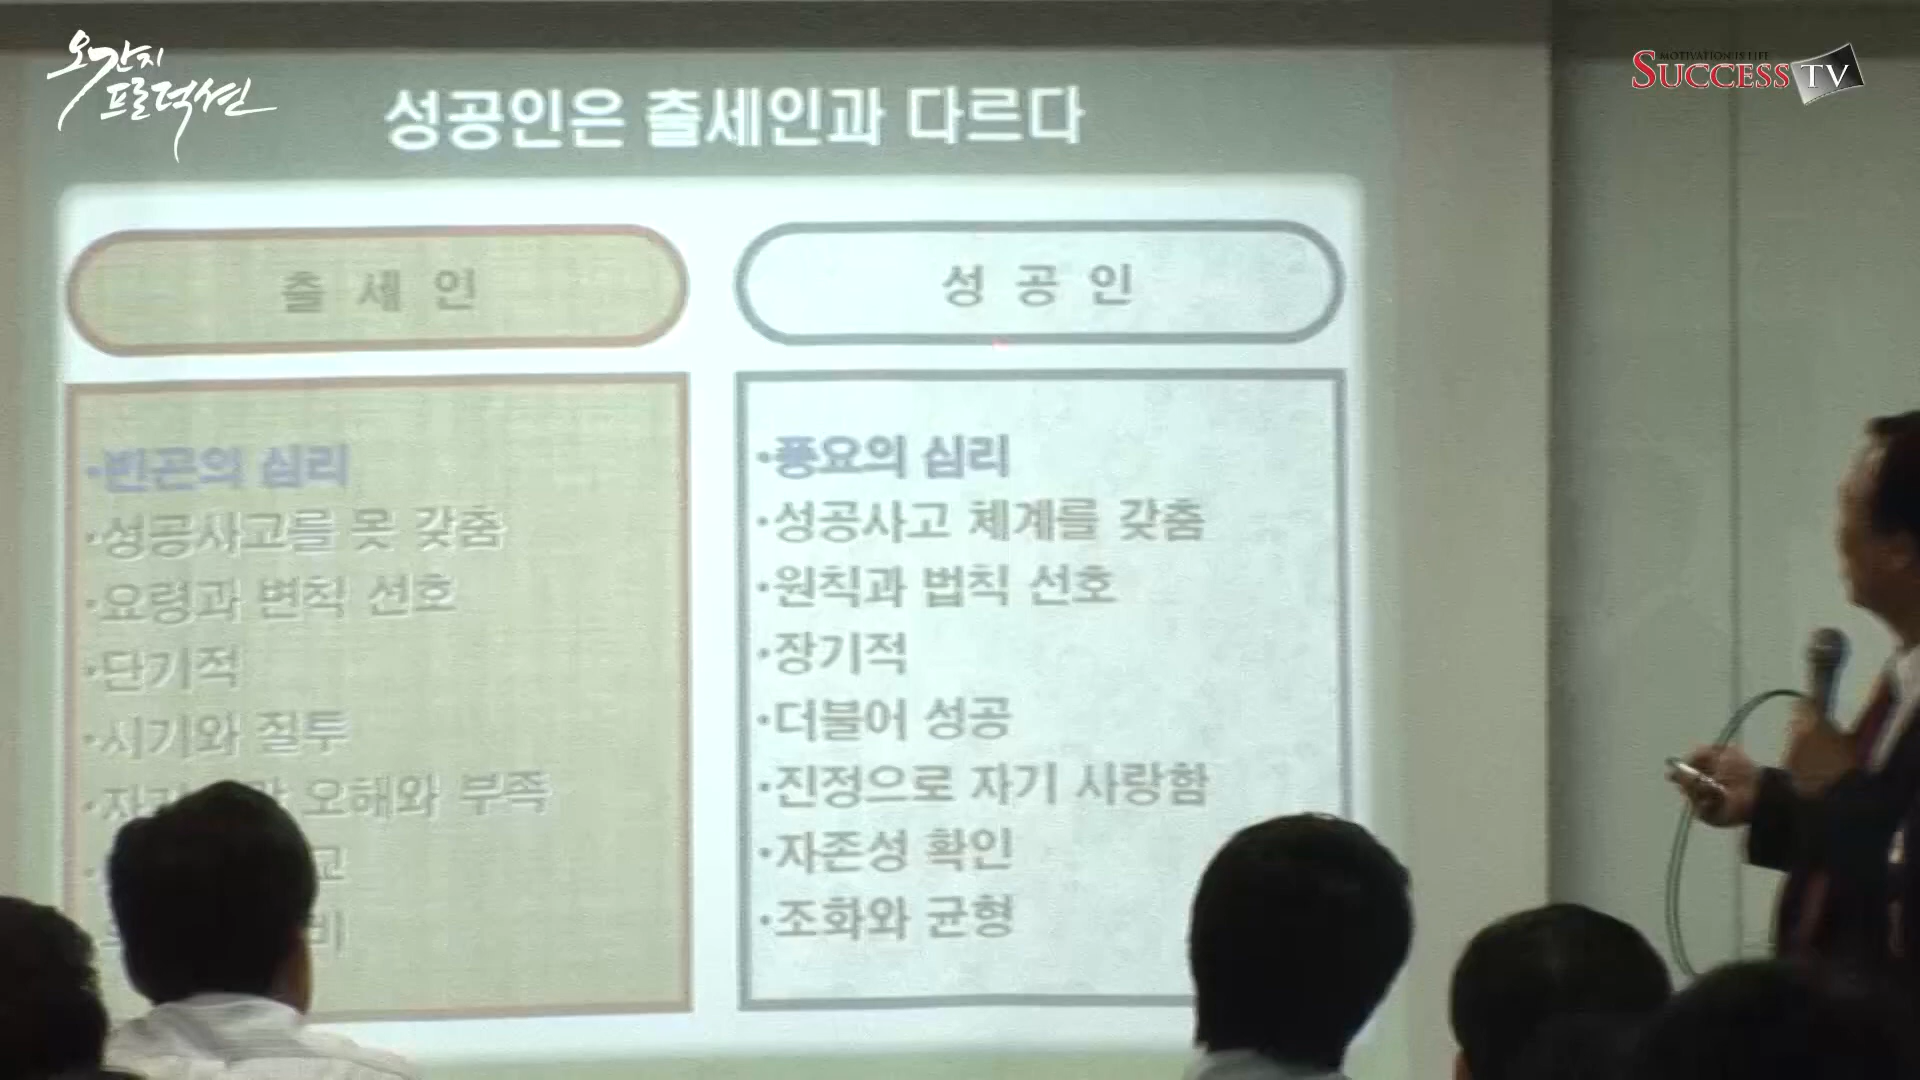 오간지
프로덕션
MOTIVATION IS LIFE
SUCCESS TV
성공인은 출세인과 다르다
출세인
·빈곤의 심리
·성공사고를 못 갖춤
·요령과 변칙 선호
·단기적
·시기와 질투
오해와 부족
성공인
·풍요의 심리
·성공사고 체계를 갖춤
·원칙과 법칙 선호
·장기적
·더불어 성공
·진정으로 자기 사랑함
·자존성 확인
·조화와 균형